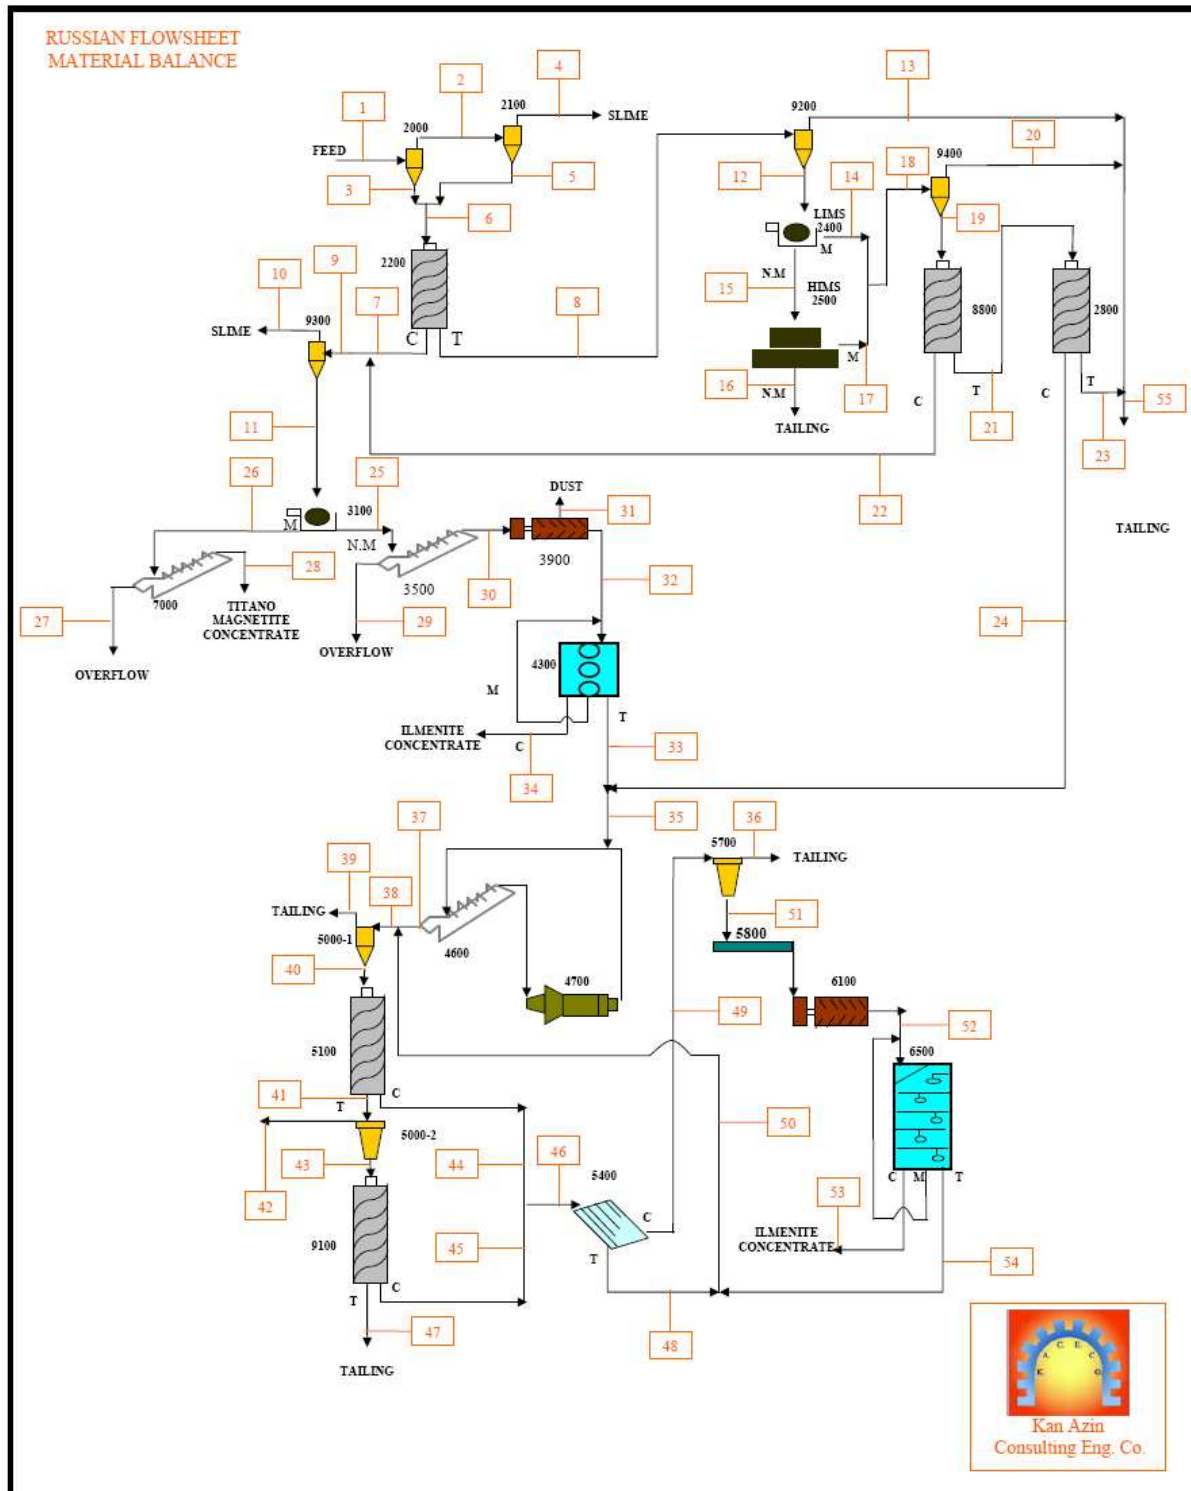 RUSSIAN FLOWSHEET
MATERIAL BALANCE
4
13
2
1
2100
9200
20
2000
SLIME
FEED
9400
18
14
12
5
3
19
LIMS
2400
6
M
2200
9
N.M
10
HIMS
2500
15
7
8
8800
2800
9300
SLIME
C T
M
16
N.M
17
T
C
T
55
C
21
TAILING
23
11
26
25
22
DUST
31
3100
M
TAILING
N.M
3900
28
3500
32
7000
30
27
TITANO
MAGNETITE
CONCENTRATE
29
24
OVERFLOW
OVERFLOW
4300
M
T
ILMENITE
CONCENTRATE
C
33
34
37
35
36
5700
39
TAILING
38
TAILING
51
5000-1
5800
4600
40
4700
6100
49
52
5100
6500
41
C
T
50
5000-2
43
44
46
5400
C M T
42
53
C
9100
45
ILMENITE
CONCENTRATE
T
54
C
T
47
48
TAILING
K. A. C. E. C. O.
Kan Azin
Consulting Eng. Co.